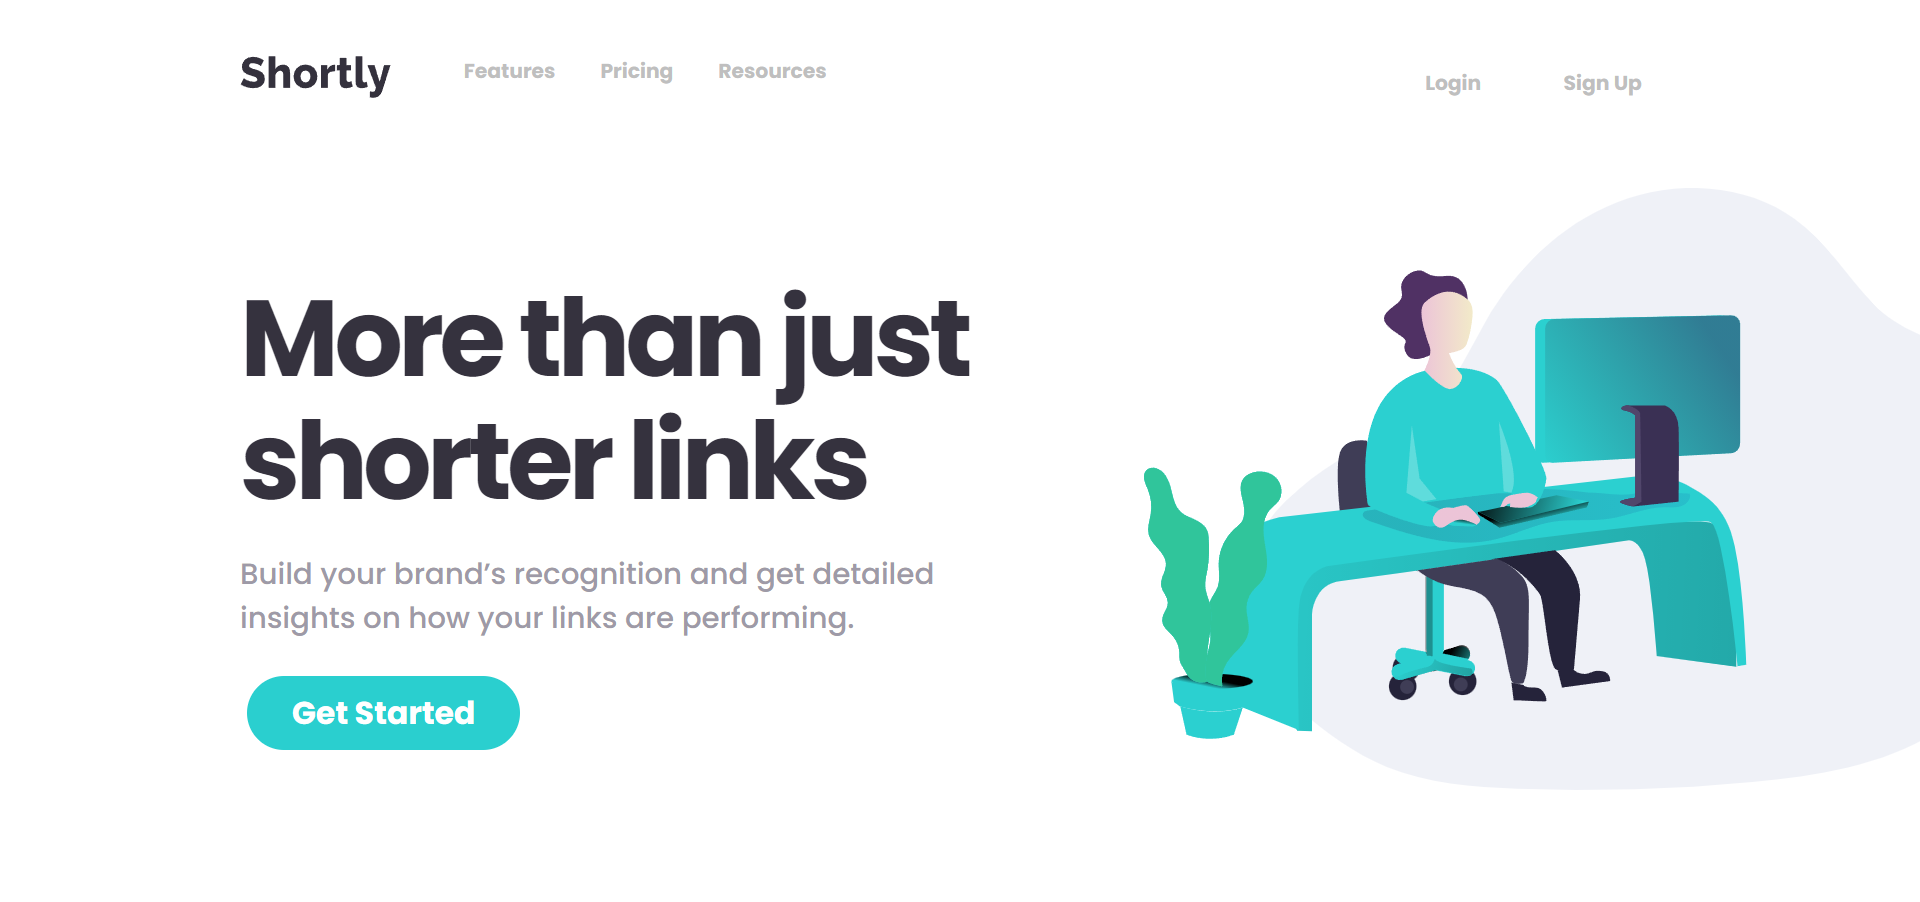 Shortly
Features
Pricing
Resources
Login
Sign Up
More than just
shorter links
Build your brand’s recognition and get detailed
insights on how your links are performing.
Get Started